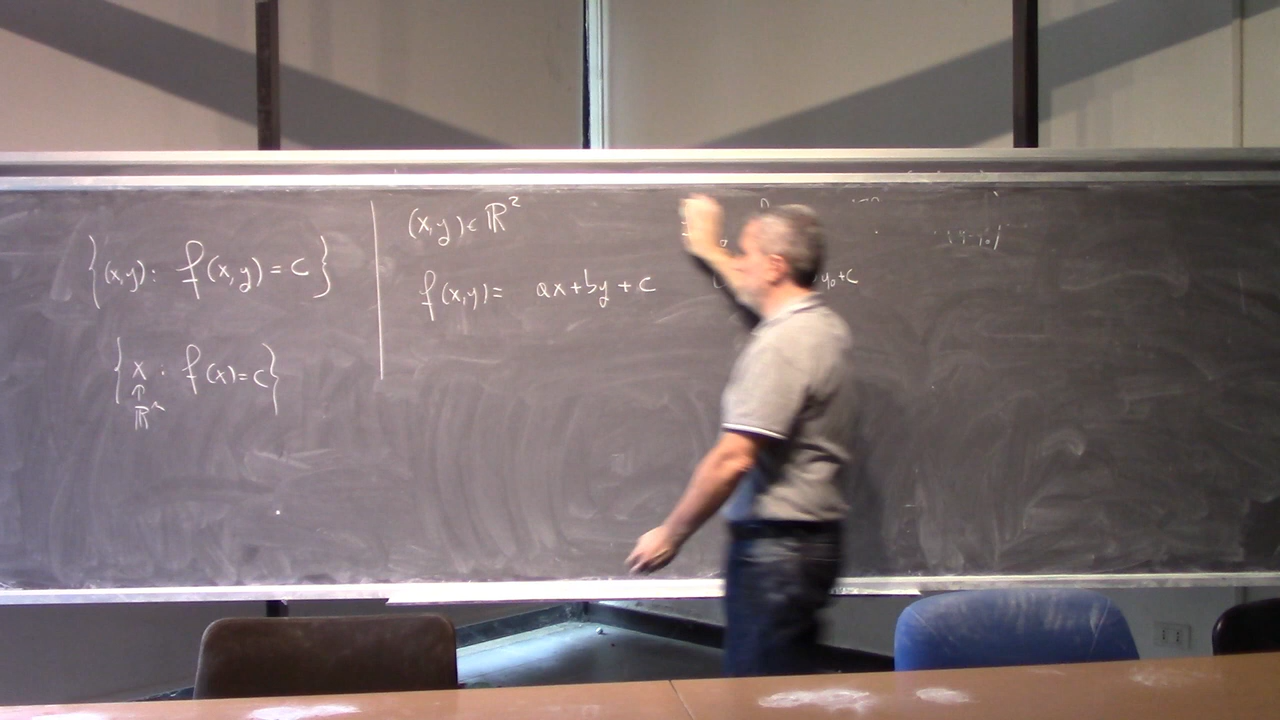 {(x,y): f(x,y)=c}
{x: f(x)=c}
↑
ℝⁿ
(x,y)∈ℝ²
f(x,y)= ax+by+c
y₀+c